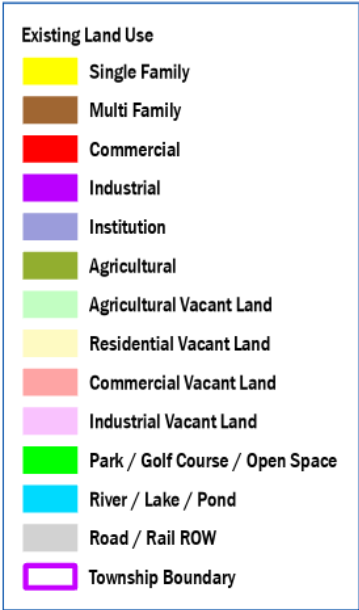 Existing Land Use
Single Family
Multi Family
Commercial
Industrial
Institution
Agricultural
Agricultural Vacant Land
Residential Vacant Land
Commercial Vacant Land
Industrial Vacant Land
Park / Golf Course / Open Space
River / Lake / Pond
Road / Rail ROW
Township Boundary